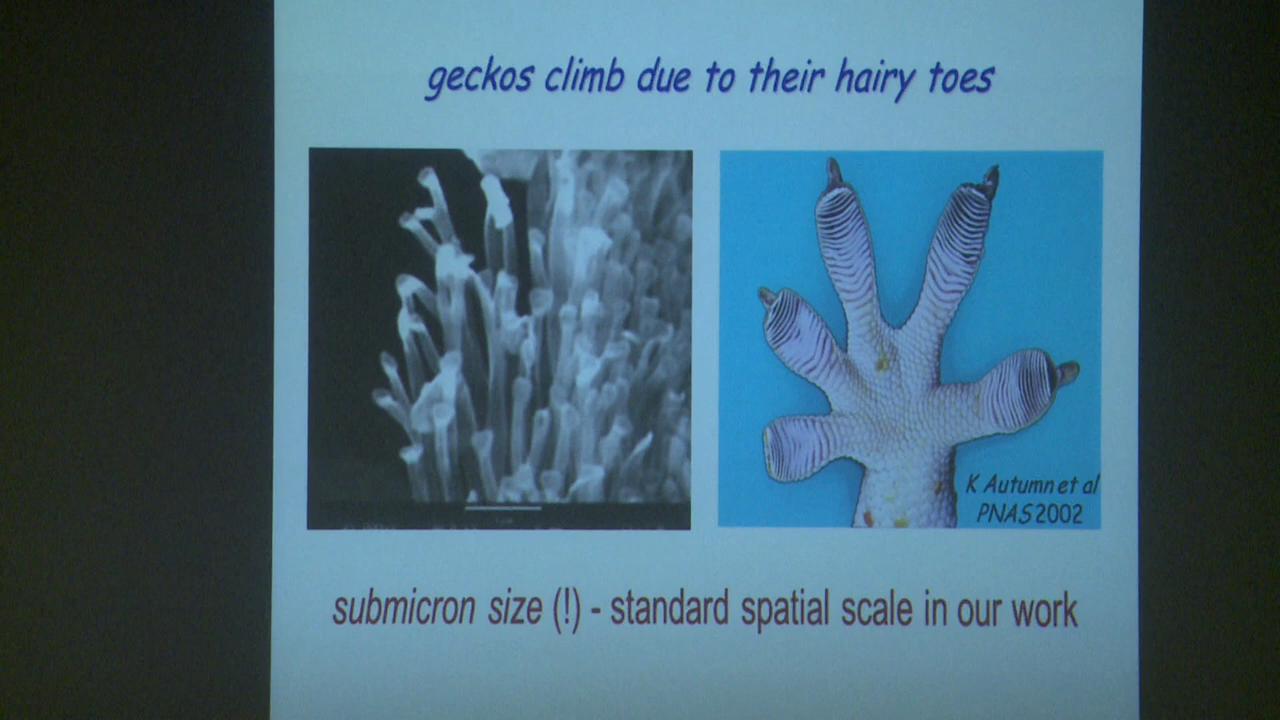 geckos climb due to their hairy toes
K Autumn et al
PNAS 2002
submicron size (!) - standard spatial scale in our work